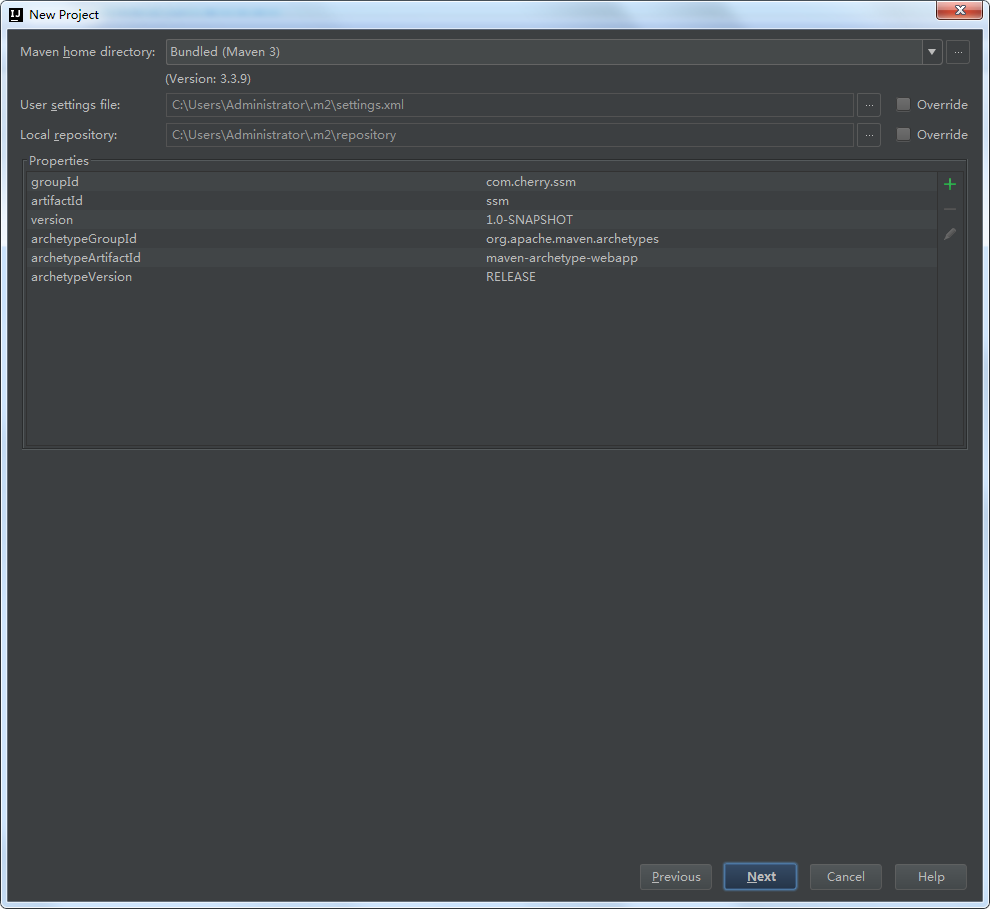 New Project
Maven home directory: Bundled (Maven 3)
(Version: 3.3.9)
User settings file: C:\Users\Administrator\.m2\settings.xml ... Override
Local repository: C:\Users\Administrator\.m2\repository ... Override
Properties
groupId com.cherry.ssm
artifactId ssm
version 1.0-SNAPSHOT
archetypeGroupId org.apache.maven.archetypes
archetypeArtifactId maven-archetype-webapp
archetypeVersion RELEASE
Previous Next Cancel Help